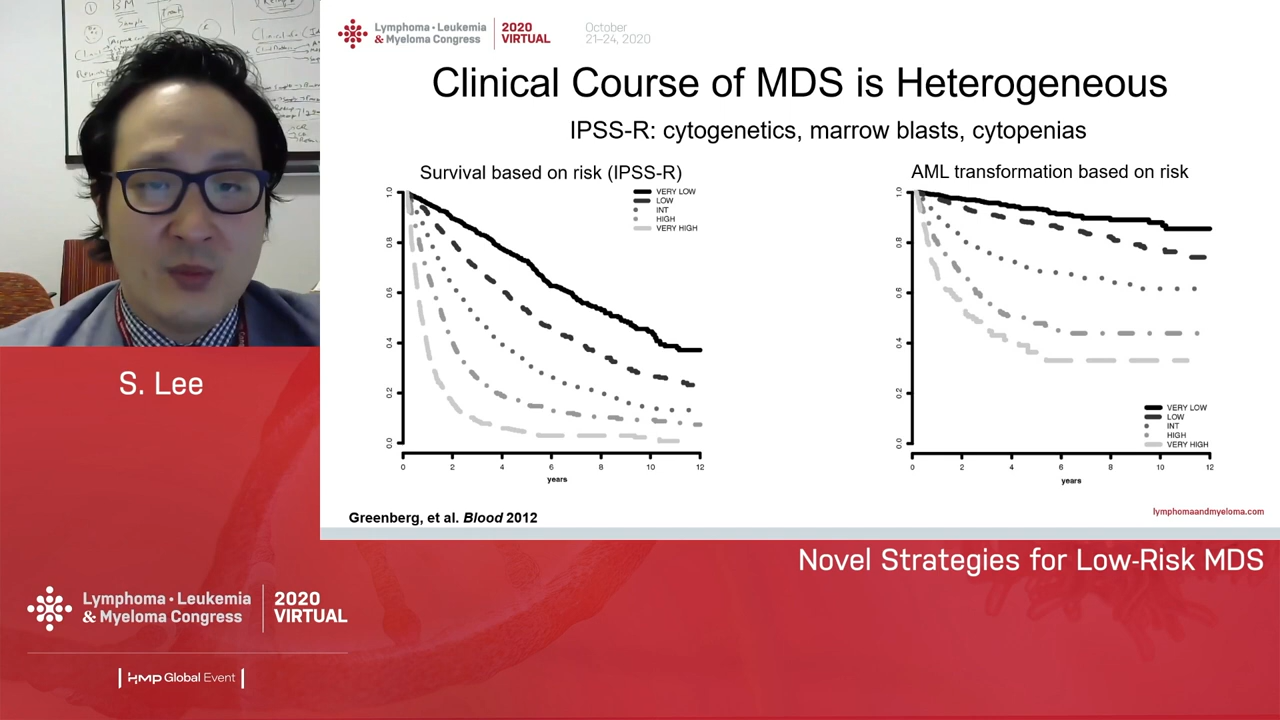 BM
Sample
Lymphoma • Leukemia
& Myeloma Congress
2020
VIRTUAL
October
21–24, 2020
Clinical Course of MDS is Heterogeneous
IPSS-R: cytogenetics, marrow blasts, cytopenias
Survival based on risk (IPSS-R)
VERY LOW
LOW
INT
HIGH
VERY HIGH
1.0
0.8
0.6
0.4
0.2
0.0
0 2 4 6 8 10 12
years
AML transformation based on risk
1.0
0.8
0.6
0.4
0.2
0.0
VERY LOW
LOW
INT
HIGH
VERY HIGH
0 2 4 6 8 10 12
years
Greenberg, et al. Blood 2012
lymphomaandmyeloma.com
S. Lee
Novel Strategies for Low-Risk MDS
Lymphoma • Leukemia
& Myeloma Congress
2020
VIRTUAL
HMP Global Event